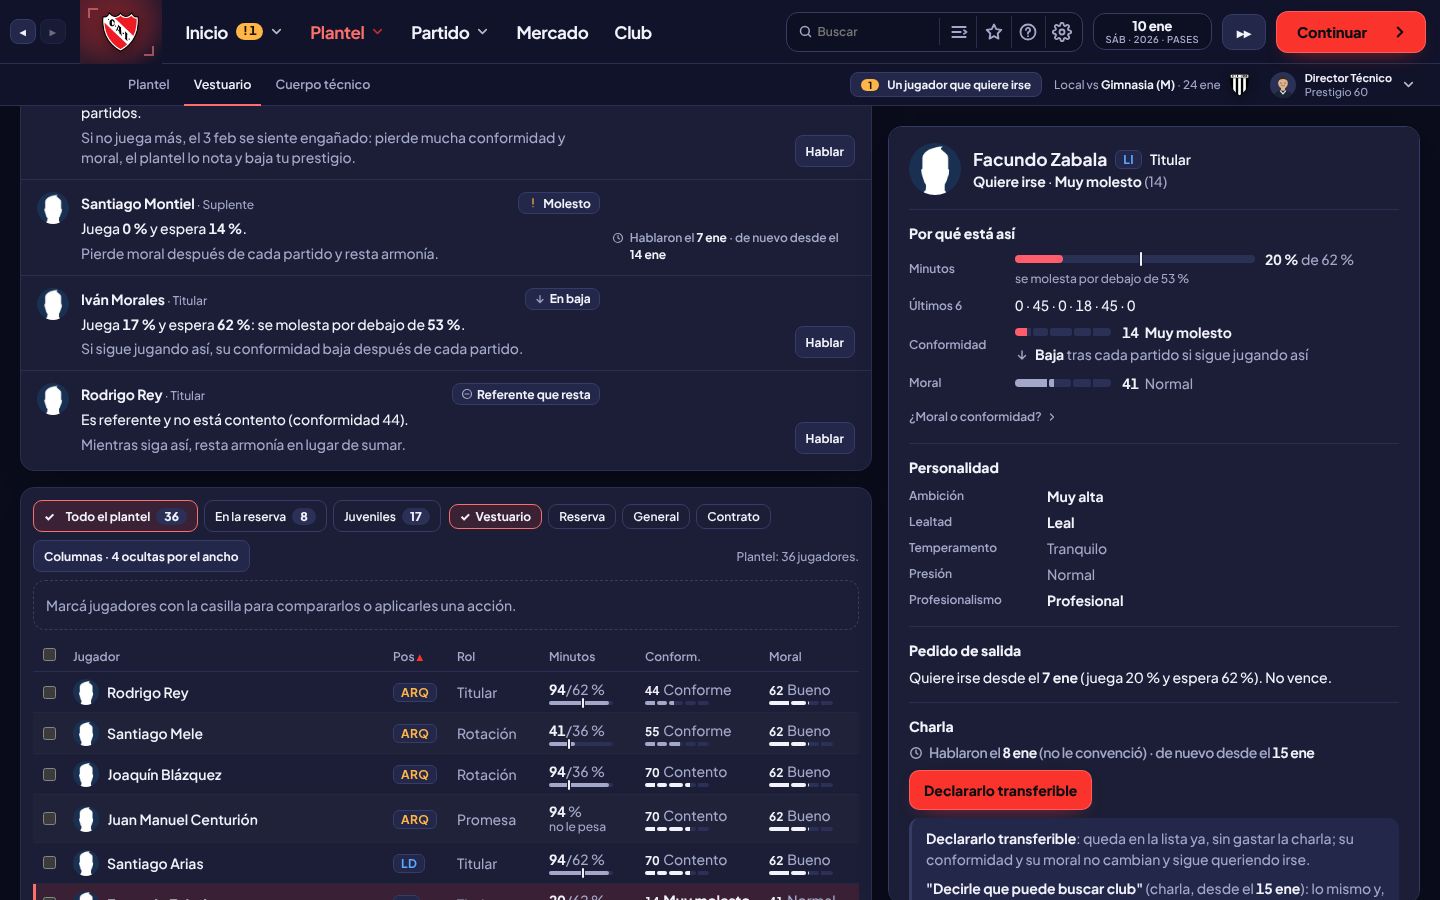 Inicio !1
Plantel
Partido
Mercado
Club
Buscar
10 ene
SÁB · 2026 · PASES
Continuar
Plantel
Vestuario
Cuerpo técnico
1 Un jugador que quiere irse
Local vs Gimnasia (M) · 24 ene
Director Técnico
Prestigio 60
partidos.
Si no juega más, el 3 feb se siente engañado: pierde mucha conformidad y
moral, el plantel lo nota y baja tu prestigio.
Hablar
Santiago Montiel · Suplente
! Molesto
Juega 0 % y espera 14 %.
Pierde moral después de cada partido y resta armonía.
Hablaron el 7 ene · de nuevo desde el
14 ene
Iván Morales · Titular
↓ En baja
Juega 17 % y espera 62 %: se molesta por debajo de 53 %.
Si sigue jugando así, su conformidad baja después de cada partido.
Hablar
Rodrigo Rey · Titular
Referente que resta
Es referente y no está contento (conformidad 44).
Mientras siga así, resta armonía en lugar de sumar.
Hablar
✓ Todo el plantel 36
En la reserva 8
Juveniles 17
✓ Vestuario
Reserva
General
Contrato
Columnas · 4 ocultas por el ancho
Plantel: 36 jugadores.
Marcá jugadores con la casilla para compararlos o aplicarles una acción.
Jugador Pos▲ Rol Minutos Conform. Moral
Rodrigo Rey ARQ Titular 94/62 % 44 Conforme 62 Bueno
Santiago Mele ARQ Rotación 41/36 % 55 Conforme 62 Bueno
Joaquín Blázquez ARQ Rotación 94/36 % 70 Contento 62 Bueno
Juan Manuel Centurión ARQ Promesa 94 % 70 Contento 62 Bueno
no le pesa
Santiago Arias LD Titular 94/62 % 70 Contento 62 Bueno
Facundo Zabala LI Titular
Quiere irse · Muy molesto (14)
Por qué está así
Minutos 20 % de 62 %
se molesta por debajo de 53 %
Últimos 6 0 · 45 · 0 · 18 · 45 · 0
Conformidad 14 Muy molesto
↓ Baja tras cada partido si sigue jugando así
Moral 41 Normal
¿Moral o conformidad? >
Personalidad
Ambición Muy alta
Lealtad Leal
Temperamento Tranquilo
Presión Normal
Profesionalismo Profesional
Pedido de salida
Quiere irse desde el 7 ene (juega 20 % y espera 62 %). No vence.
Charla
Hablaron el 8 ene (no le convenció) · de nuevo desde el 15 ene
Declararlo transferible
Declararlo transferible: queda en la lista ya, sin gastar la charla; su
conformidad y su moral no cambian y sigue queriendo irse.
"Decirle que puede buscar club" (charla, desde el 15 ene): lo mismo y,